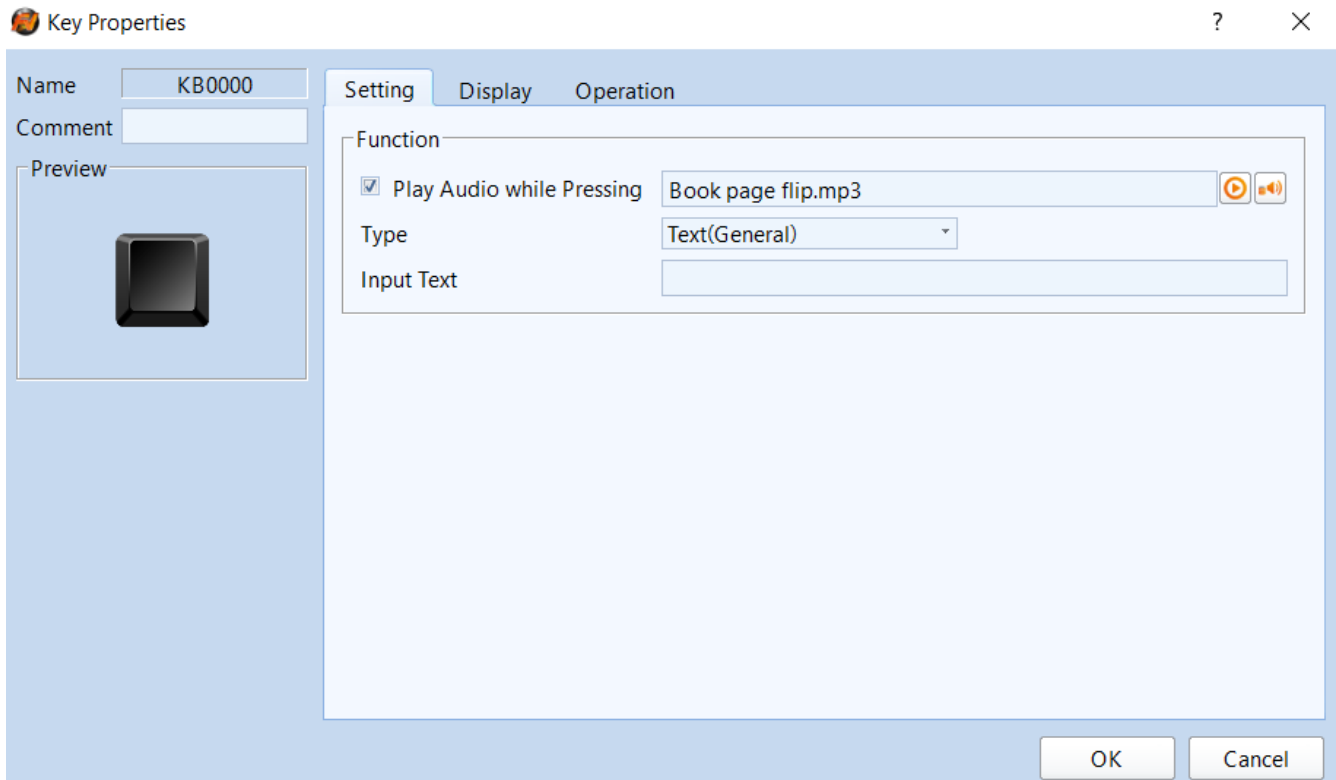 Key Properties
?
Name KB0000
Comment
Preview
Setting Display Operation
Function
Play Audio while Pressing Book page flip.mp3
Type Text(General)
Input Text
OK Cancel